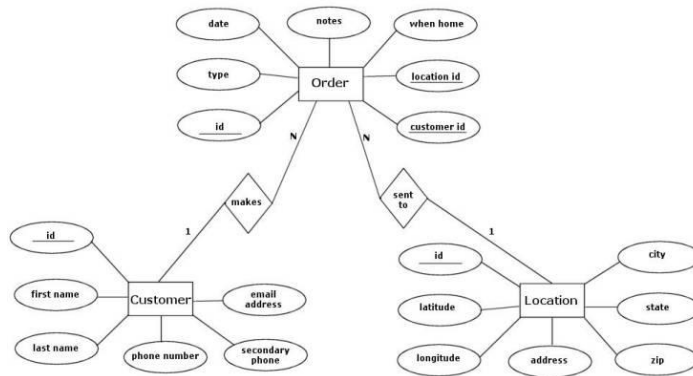 date
notes
when home
type
Order
location id
id
customer id
N
N
makes
sent
to
1
1
id
first name
last name
Customer
email
address
phone number
secondary
phone
id
latitude
longitude
Location
address
city
state
zip